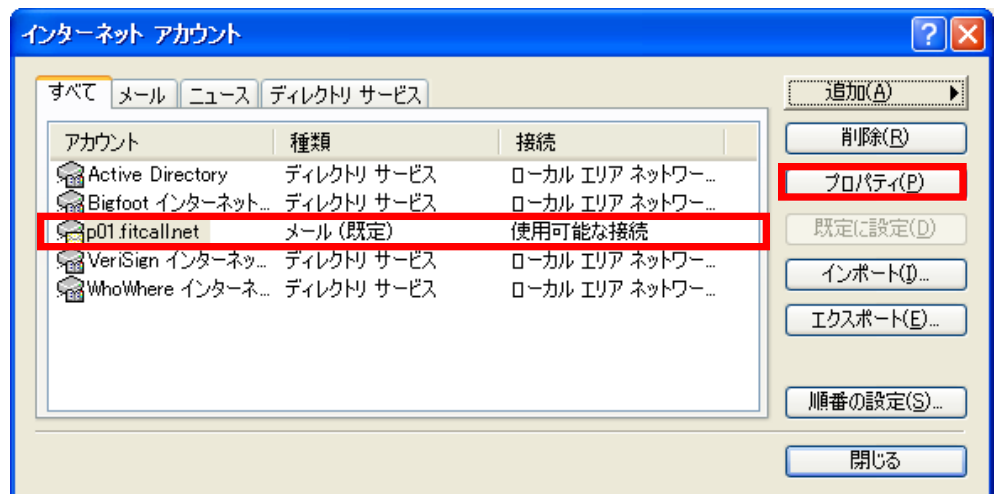 インターネット アカウント
すべて メール ニュース ディレクトリ サービス
アカウント 種類 接続
Active Directory ディレクトリ サービス ローカル エリア ネットワー...
Bigfoot インターネット... ディレクトリ サービス ローカル エリア ネットワー...
p01.fitcall.net メール (既定) 使用可能な接続
VeriSign インターネッ... ディレクトリ サービス ローカル エリア ネットワー...
WhoWhere インターネ... ディレクトリ サービス ローカル エリア ネットワー...
追加(A)
削除(R)
プロパティ(P)
既定に設定(D)
インポート(I)...
エクスポート(E)...
順番の設定(S)...
閉じる